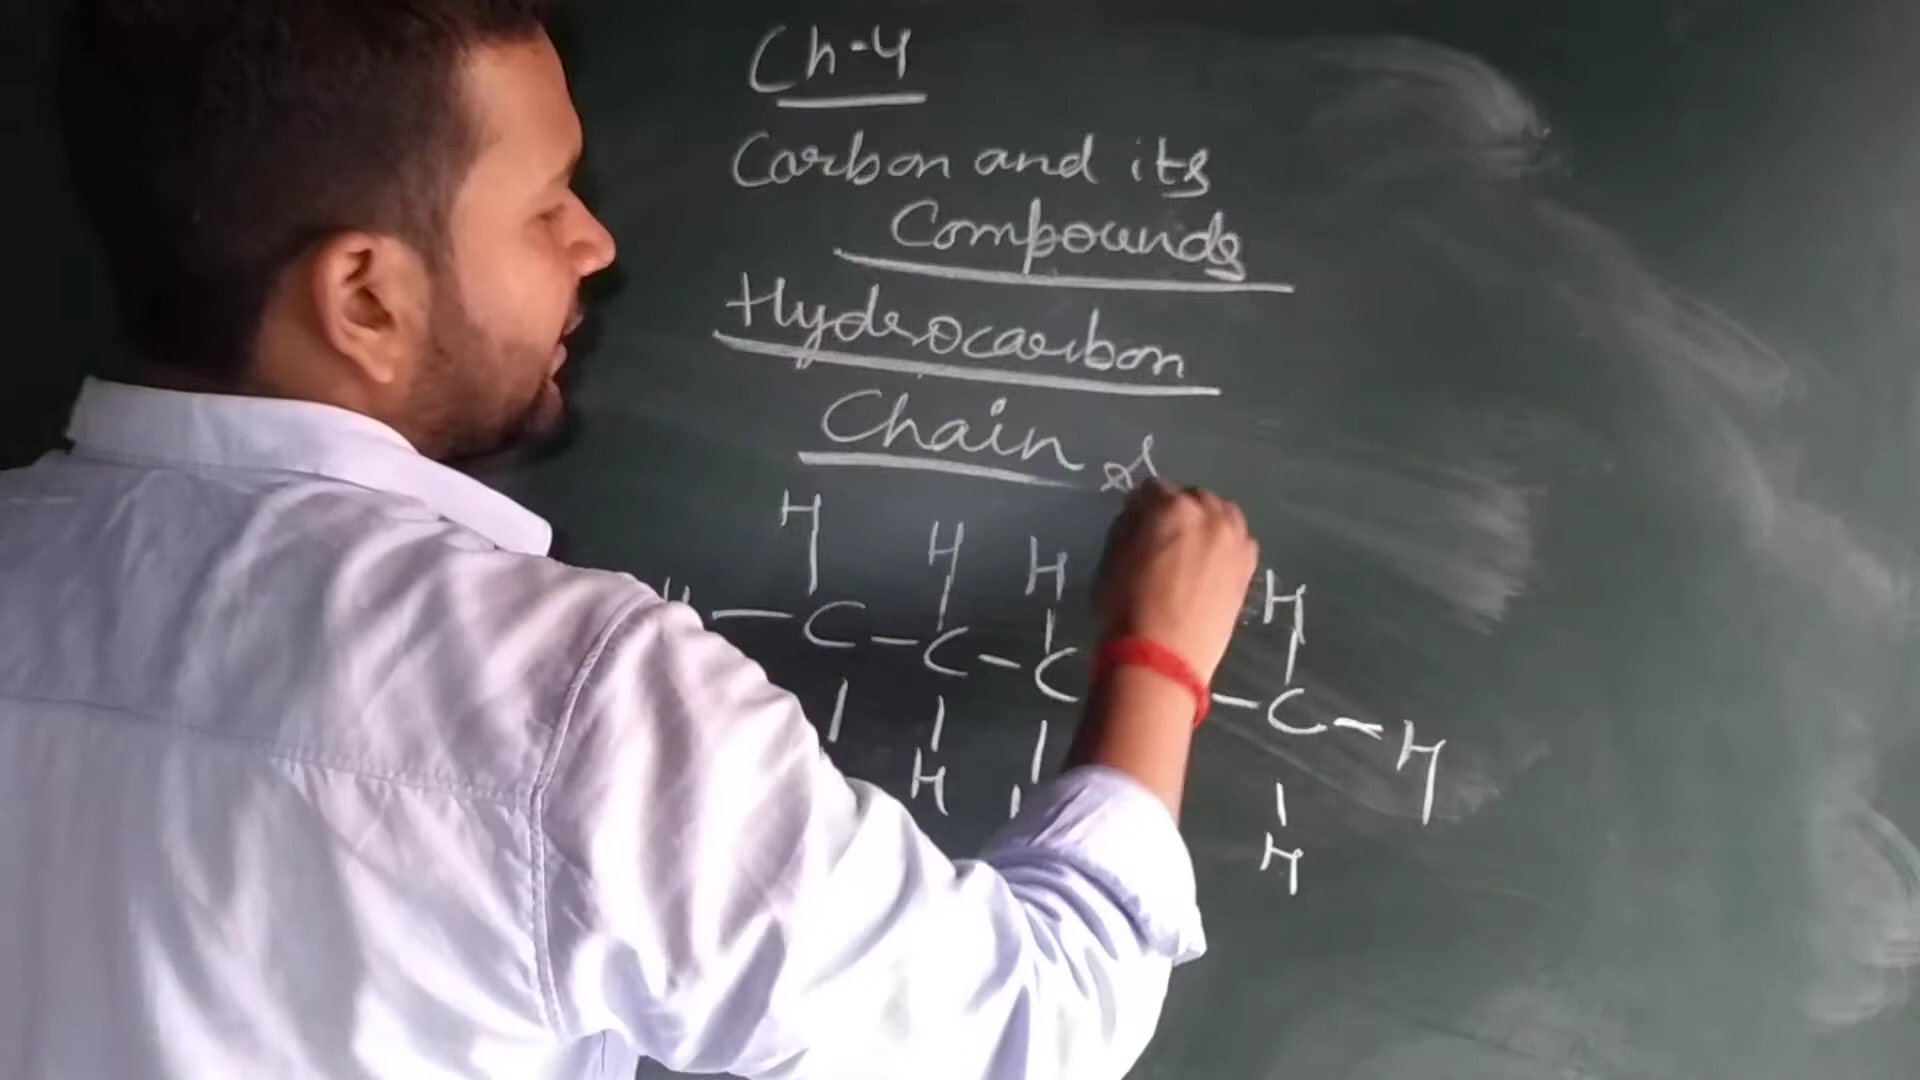 Ch-4
Carbon and its
Compounds
Hydrocarbon
Chain
H H H H
H — C — C — C — C — H
H H